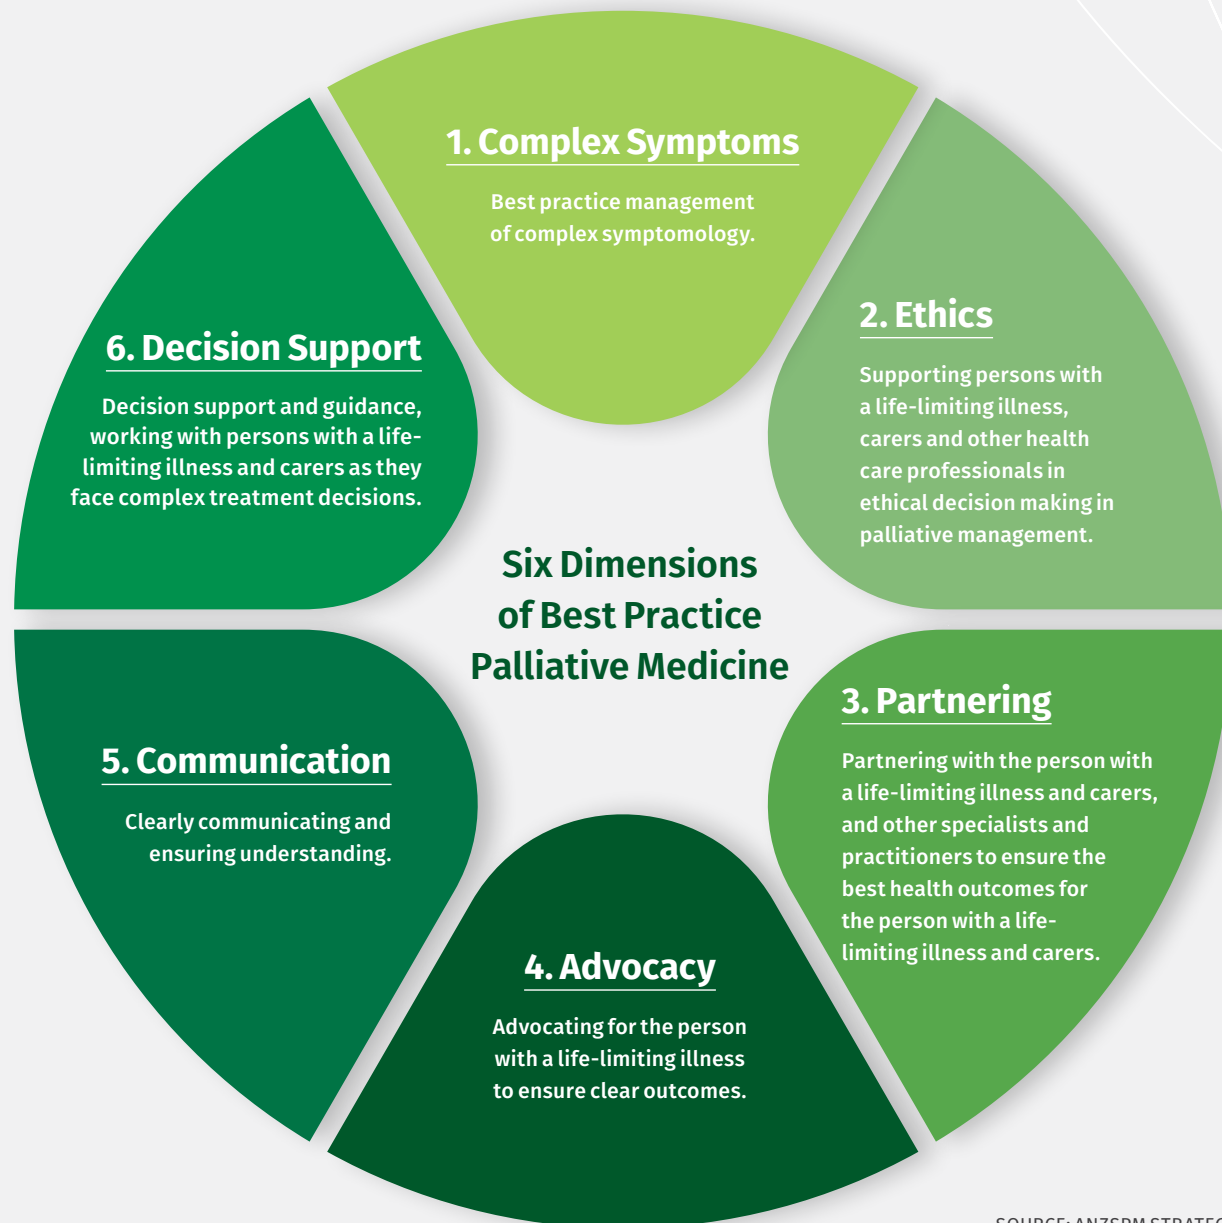 1. Complex Symptoms
Best practice management
of complex symptomology.
2. Ethics
Supporting persons with
a life-limiting illness,
carers and other health
care professionals in
ethical decision making in
palliative management.
3. Partnering
Partnering with the person with
a life-limiting illness and carers,
and other specialists and
practitioners to ensure the
best health outcomes for
the person with a life-
limiting illness and carers.
4. Advocacy
Advocating for the person
with a life-limiting illness
to ensure clear outcomes.
5. Communication
Clearly communicating and
ensuring understanding.
6. Decision Support
Decision support and guidance,
working with persons with a life-
limiting illness and carers as they
face complex treatment decisions.
Six Dimensions
of Best Practice
Palliative Medicine
SOURCE: ANZSPM